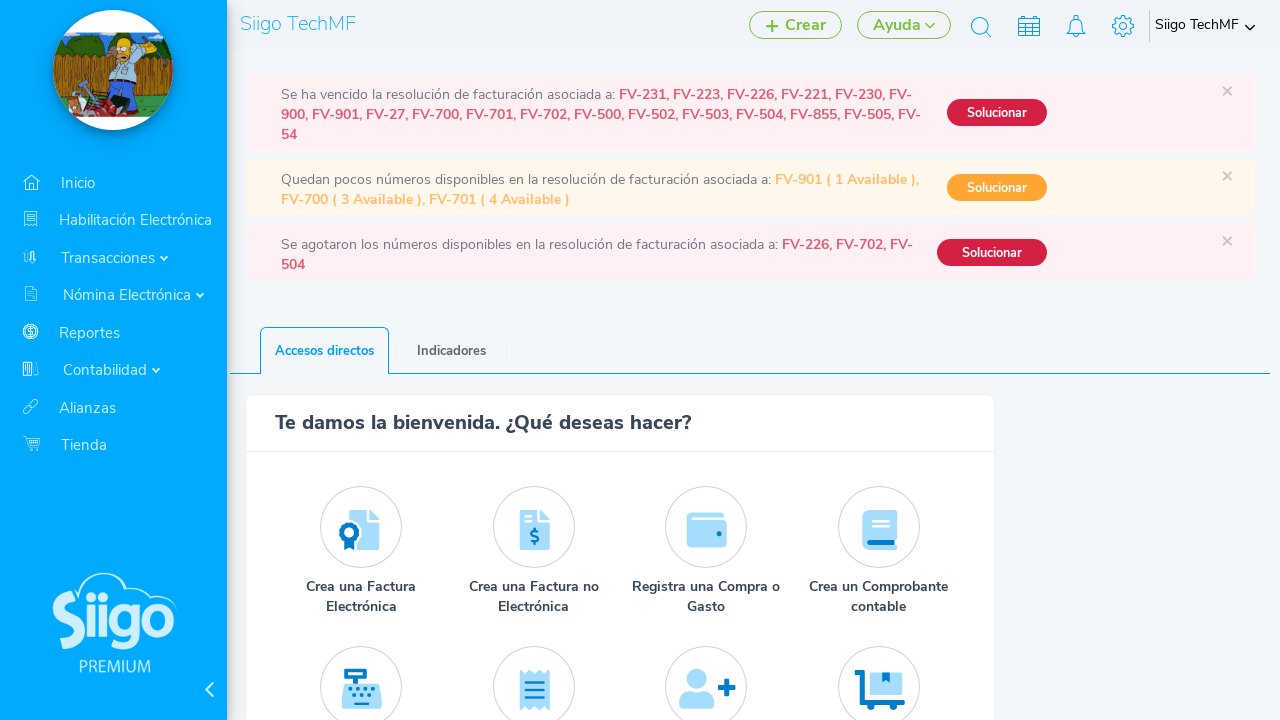 Siigo TechMF
+ Crear
Ayuda
Siigo TechMF
Inicio
Habilitación Electrónica
Transacciones
Nómina Electrónica
Reportes
Contabilidad
Alianzas
Tienda
Siigo
PREMIUM
Se ha vencido la resolución de facturación asociada a: FV-231, FV-223, FV-226, FV-221, FV-230, FV-
900, FV-901, FV-27, FV-700, FV-701, FV-702, FV-500, FV-502, FV-503, FV-504, FV-855, FV-505, FV-
54
Solucionar
×
Quedan pocos números disponibles en la resolución de facturación asociada a: FV-901 ( 1 Available ),
FV-700 ( 3 Available ), FV-701 ( 4 Available )
Solucionar
×
Se agotaron los números disponibles en la resolución de facturación asociada a: FV-226, FV-702, FV-
504
Solucionar
×
Accesos directos
Indicadores
Te damos la bienvenida. ¿Qué deseas hacer?
Crea una Factura
Electrónica
Crea una Factura no
Electrónica
Registra una Compra o
Gasto
Crea un Comprobante
contable